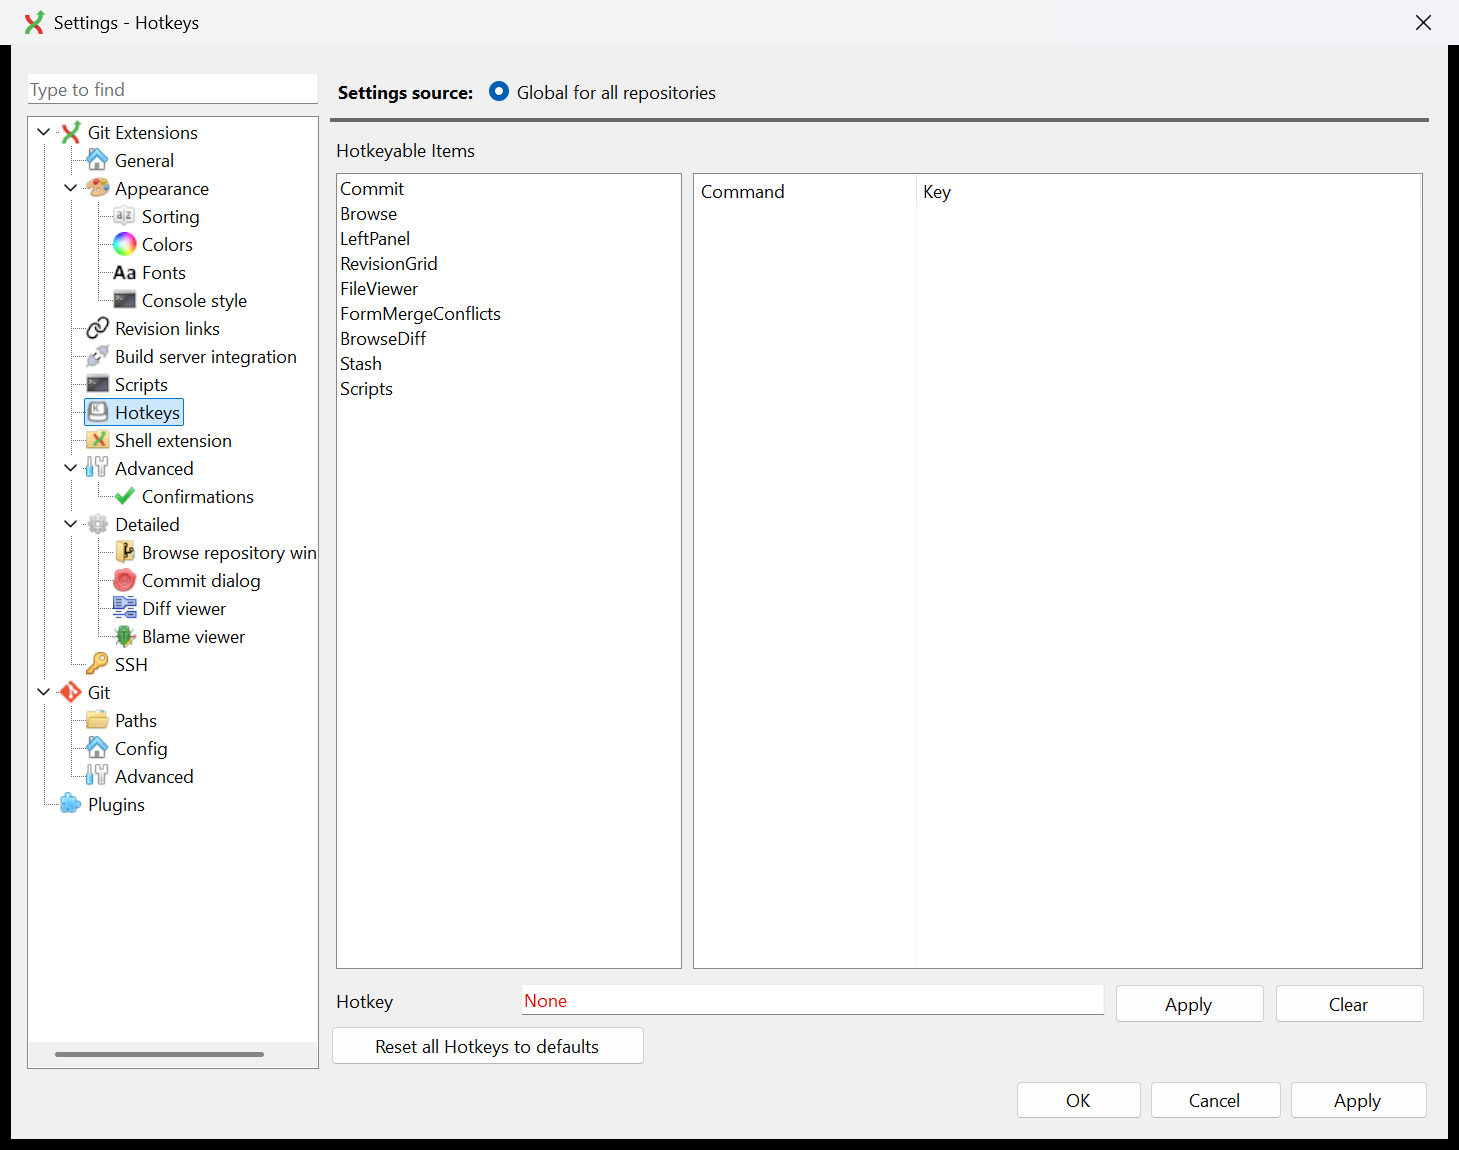 Settings - Hotkeys
Type to find
Git Extensions
General
Appearance
Sorting
Colors
Aa Fonts
Console style
Revision links
Build server integration
Scripts
Hotkeys
Shell extension
Advanced
Confirmations
Detailed
Browse repository win
Commit dialog
Diff viewer
Blame viewer
SSH
Git
Paths
Config
Advanced
Plugins
Settings source: Global for all repositories
Hotkeyable Items
Commit
Browse
LeftPanel
RevisionGrid
FileViewer
FormMergeConflicts
BrowseDiff
Stash
Scripts
Command Key
Hotkey None Apply Clear
Reset all Hotkeys to defaults
OK Cancel Apply